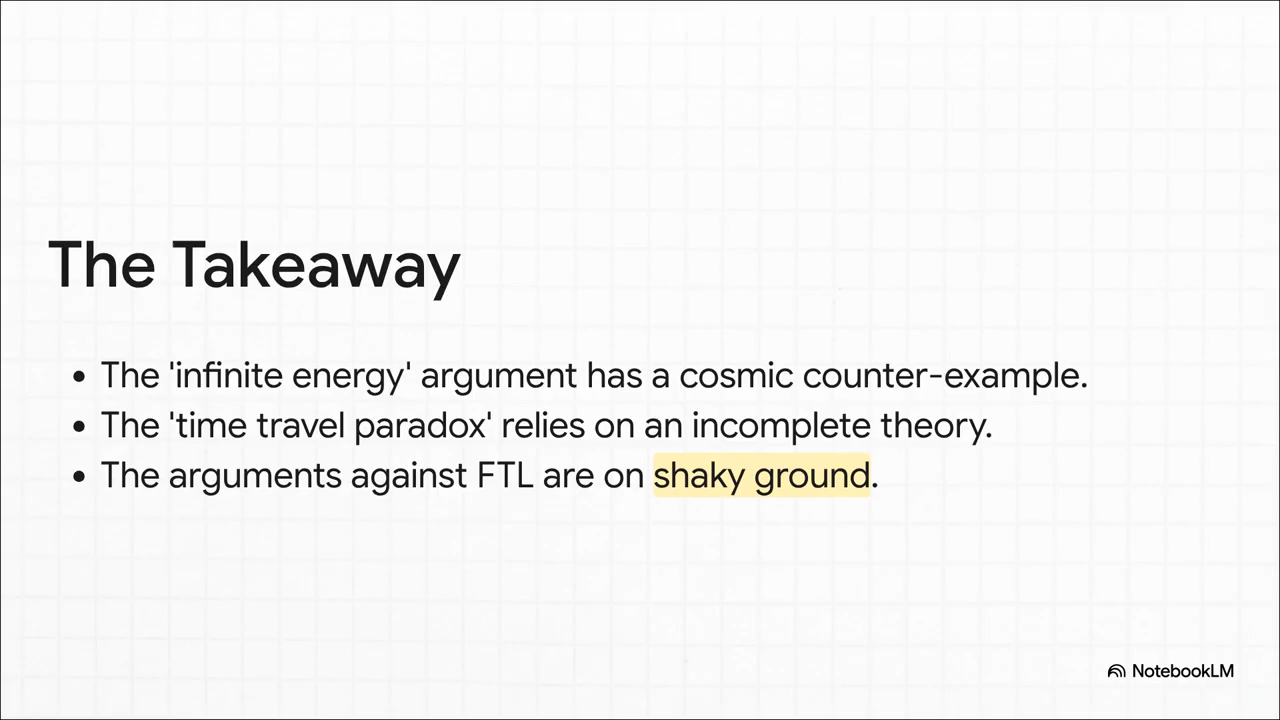 The Takeaway
• The 'infinite energy' argument has a cosmic counter-example.
• The 'time travel paradox' relies on an incomplete theory.
• The arguments against FTL are on shaky ground.
NotebookLM